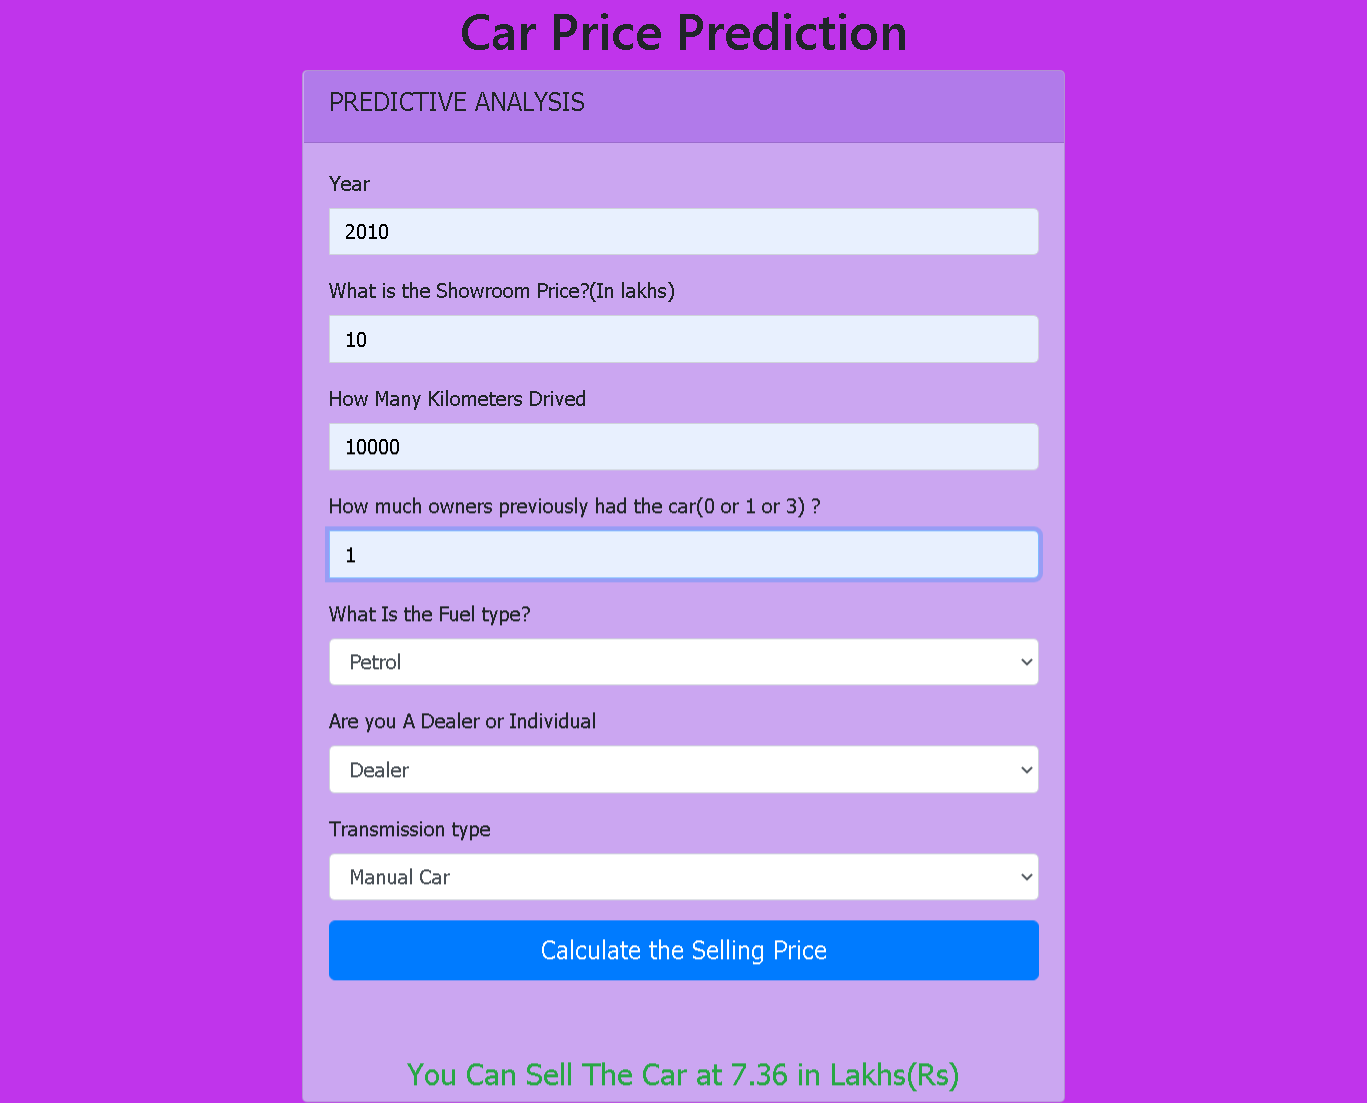 Car Price Prediction
PREDICTIVE ANALYSIS
Year
2010
What is the Showroom Price?(In lakhs)
10
How Many Kilometers Drived
10000
How much owners previously had the car(0 or 1 or 3) ?
1
What Is the Fuel type?
Petrol
Are you A Dealer or Individual
Dealer
Transmission type
Manual Car
Calculate the Selling Price
You Can Sell The Car at 7.36 in Lakhs(Rs)